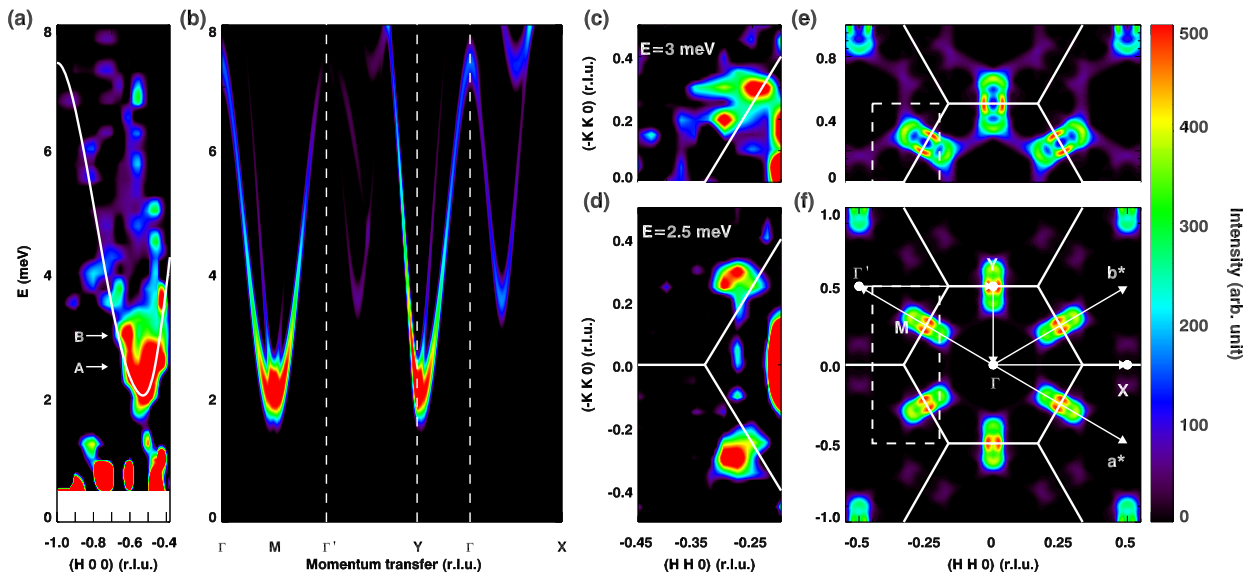 (a)
8
6
4
2
0
E (meV)
B
A
-1.0 -0.8 -0.6 -0.4
(H 0 0) (r.l.u.)
(b)
8
6
4
2
0
Γ M Γ' Y Γ X
Momentum transfer (r.l.u.)
(c)
E=3 meV
0.4
0.2
0.0
(-K K 0) (r.l.u.)
(d)
E=2.5 meV
0.4
0.2
0.0
-0.2
-0.4
(-K K 0) (r.l.u.)
-0.45 -0.35 -0.25
(H H 0) (r.l.u.)
(e)
0.8
0.4
0
(f)
1.0
0.5
0.0
-0.5
-1.0
Γ'
Y
b*
M
Γ
X
a*
-0.5 -0.25 0 0.25 0.5
(H H 0) (r.l.u.)
500
400
300
200
100
0
Intensity (arb. unit)